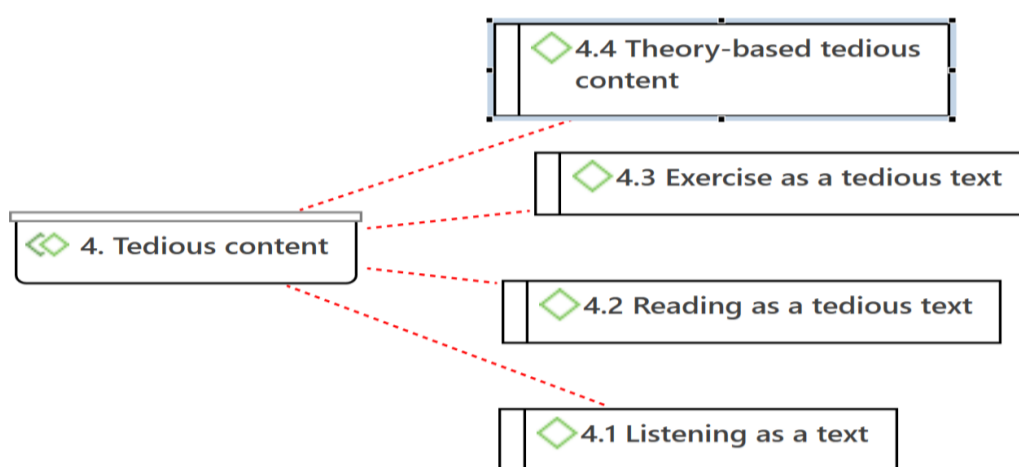 4.4 Theory-based tedious
content
4.3 Exercise as a tedious text
4. Tedious content
4.2 Reading as a tedious text
4.1 Listening as a text